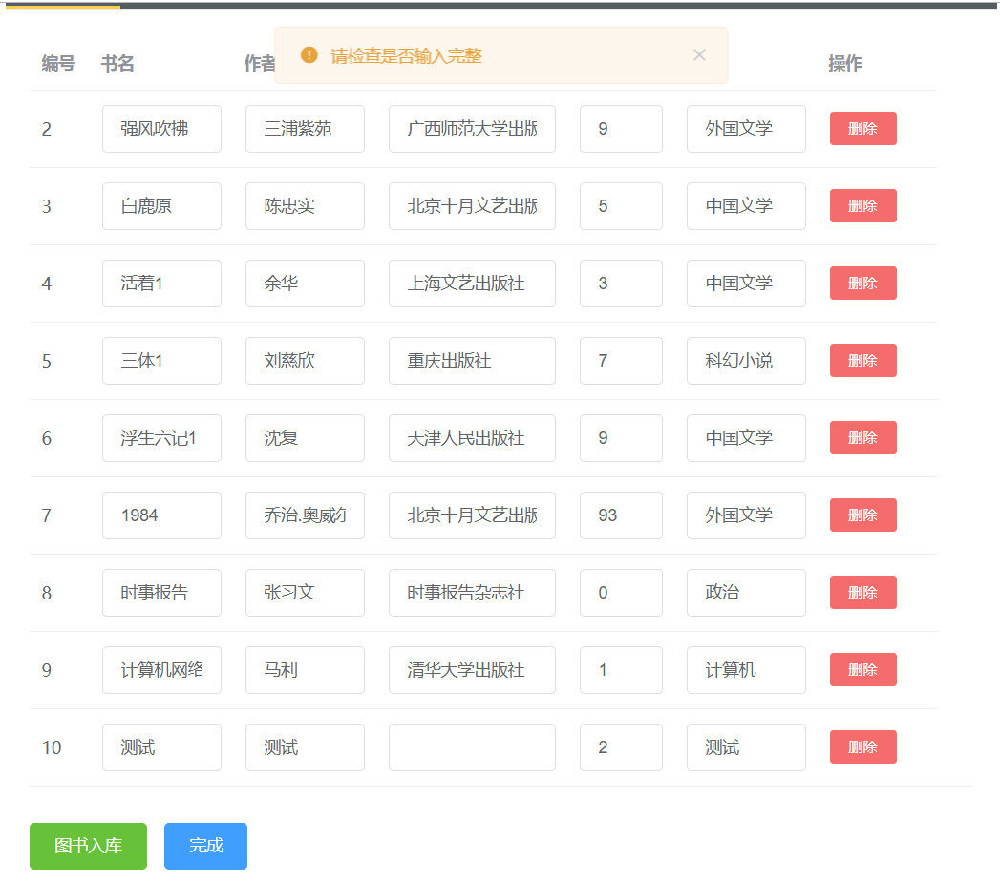 请检查是否输入完整
编号 书名 作者 操作
2 强风吹拂 三浦紫苑 广西师范大学出版 9 外国文学 删除
3 白鹿原 陈忠实 北京十月文艺出版 5 中国文学 删除
4 活着1 余华 上海文艺出版社 3 中国文学 删除
5 三体1 刘慈欣 重庆出版社 7 科幻小说 删除
6 浮生六记1 沈复 天津人民出版社 9 中国文学 删除
7 1984 乔治.奥威尔 北京十月文艺出版 93 外国文学 删除
8 时事报告 张习文 时事报告杂志社 0 政治 删除
9 计算机网络 马利 清华大学出版社 1 计算机 删除
10 测试 测试 2 测试 删除
图书入库 完成